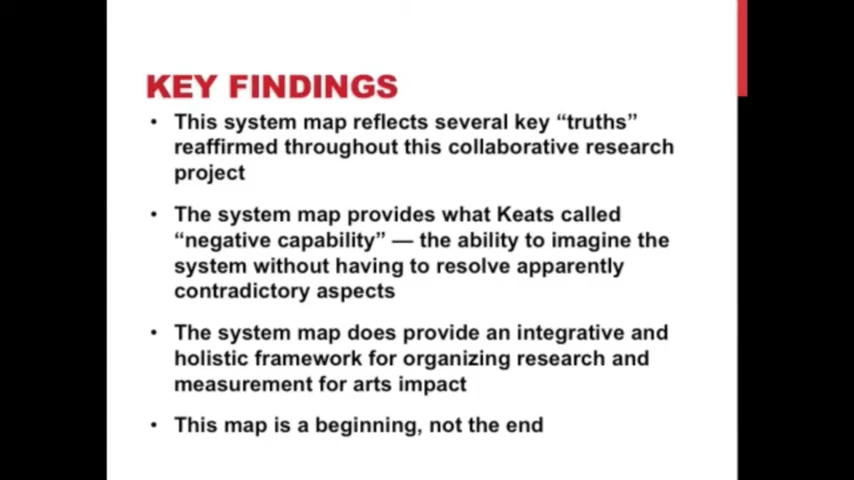 KEY FINDINGS
• This system map reflects several key “truths”
reaffirmed throughout this collaborative research
project
• The system map provides what Keats called
“negative capability” — the ability to imagine the
system without having to resolve apparently
contradictory aspects
• The system map does provide an integrative and
holistic framework for organizing research and
measurement for arts impact
• This map is a beginning, not the end